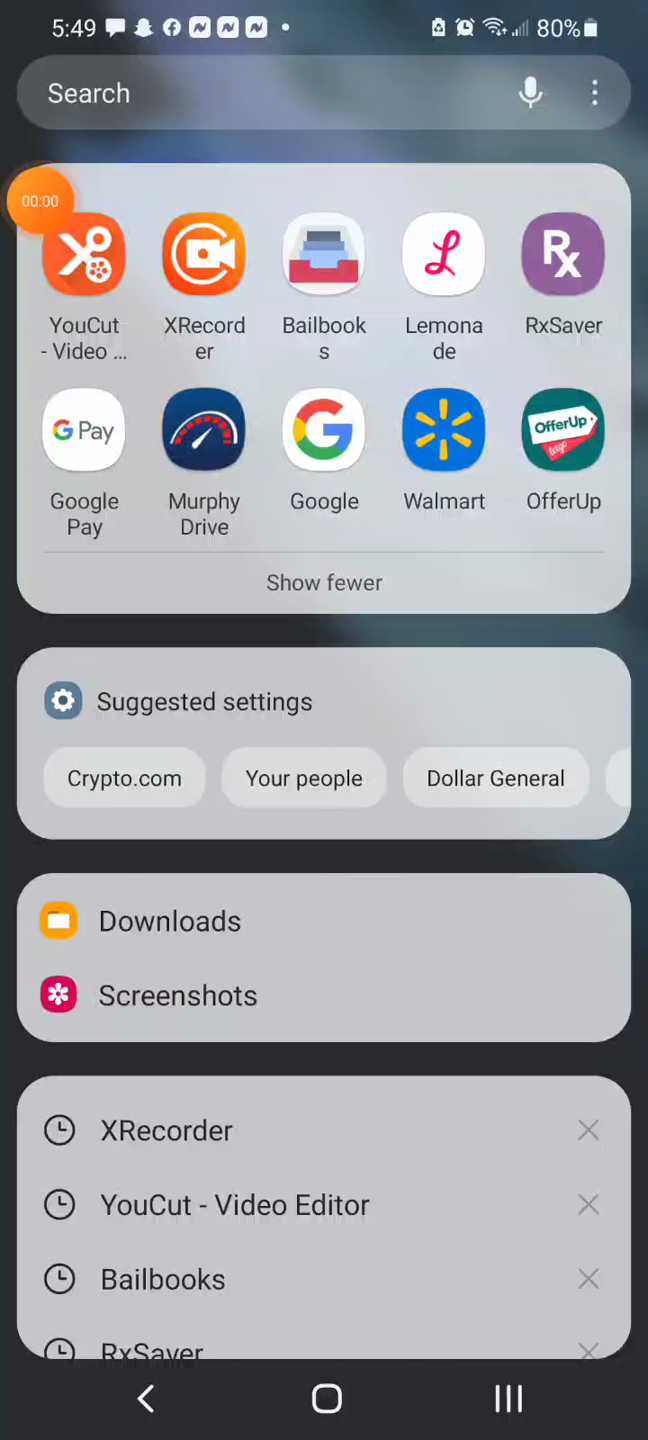 5:49 80%
Search
00:00
YouCut
- Video ...
XRecord
er
Bailbook
s
Lemona
de
Rx
RxSaver
G Pay
Google
Pay
Murphy
Drive
G
Google
Walmart
OfferUp
OfferUp
Show fewer
Suggested settings
Crypto.com Your people Dollar General
Downloads
Screenshots
XRecorder
YouCut - Video Editor
Bailbooks
RxSaver